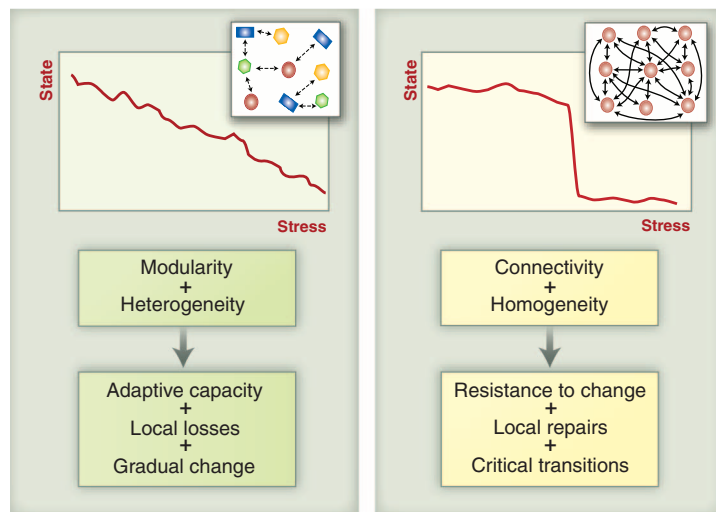 State
Stress
Modularity
+
Heterogeneity
Adaptive capacity
+
Local losses
+
Gradual change
State
Stress
Connectivity
+
Homogeneity
Resistance to change
+
Local repairs
+
Critical transitions